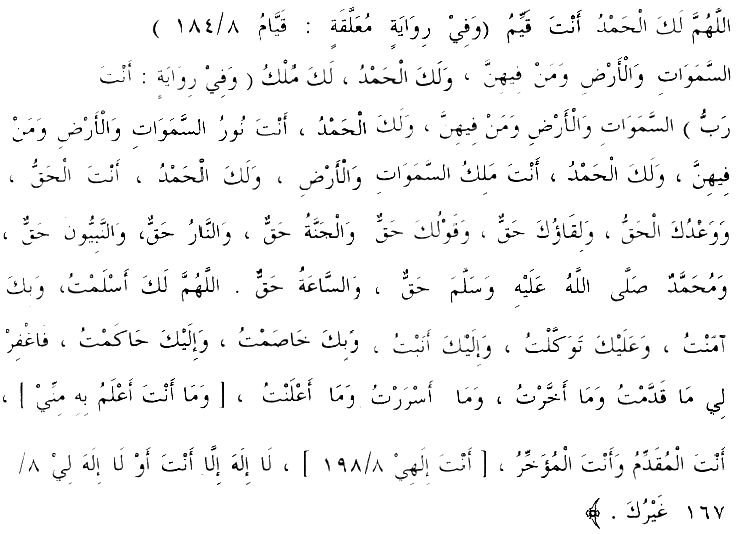 اللَّهُمَّ لَكَ الْحَمْدُ أَنْتَ قَيِّمُ (وَفِيْ رِوَايَةٍ مُعَلَّقَةٍ : قَيَّامُ ١٨٤/٨ )
السَّمَوَاتِ وَالْأَرْضِ وَمَنْ فِيهِنَّ ، وَلَكَ الْحَمْدُ ، لَكَ مُلْكُ ( وَفِيْ رِوَايَةٍ : أَنْتَ
رَبُّ ) السَّمَوَاتِ وَالْأَرْضِ وَمَنْ فِيهِنَّ ، وَلَكَ الْحَمْدُ ، أَنْتَ نُورُ السَّمَوَاتِ وَالْأَرْضِ وَمَنْ
فِيهِنَّ ، وَلَكَ الْحَمْدُ ، أَنْتَ مَلِكُ السَّمَوَاتِ وَالْأَرْضِ ، وَلَكَ الْحَمْدُ ، أَنْتَ الْحَقُّ ،
وَوَعْدُكَ الْحَقُّ ، وَلِقَاؤُكَ حَقٌّ ، وَقَوْلُكَ حَقٌّ وَالْجَنَّةُ حَقٌّ ، وَالنَّارُ حَقٌّ، وَالنَّبِيُّونَ حَقٌّ ،
وَمُحَمَّدٌ صَلَّى اللَّهُ عَلَيْهِ وَسَلَّمَ حَقٌّ ، وَالسَّاعَةُ حَقٌّ . اللَّهُمَّ لَكَ أَسْلَمْتُ، وَبِكَ
آمَنْتُ ، وَعَلَيْكَ تَوَكَّلْتُ ، وَإِلَيْكَ أَنَبْتُ ، وَبِكَ خَاصَمْتُ ، وَإِلَيْكَ حَاكَمْتُ ، فَاغْفِرْ
لِي مَا قَدَّمْتُ وَمَا أَخَّرْتُ ، وَمَا أَسْرَرْتُ وَمَا أَعْلَنْتُ ، [ وَمَا أَنْتَ أَعْلَمُ بِهِ مِنِّيْ ] ،
أَنْتَ الْمُقَدِّمُ وَأَنْتَ الْمُؤَخِّرُ ، [ أَنْتَ إِلَهِيْ ١٩٨/٨ ] ، لَا إِلَهَ إِلَّا أَنْتَ أَوْ لَا إِلَهَ لِيْ ٨/
١٦٧ غَيْرُكَ . ﴾